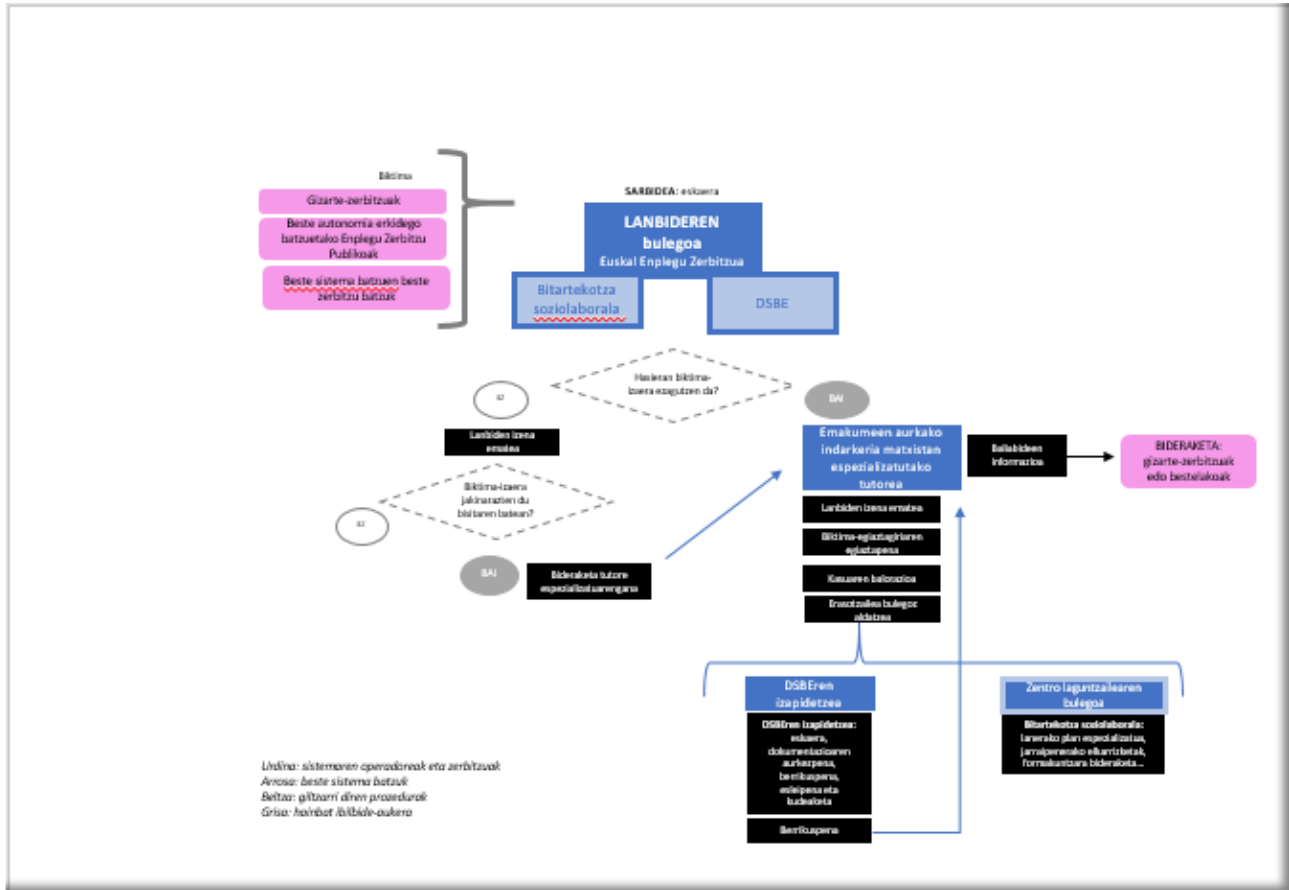 Biktima
Gizarte-zerbitzuak
Beste autonomia erkidego
batzuetako Enplegu Zerbitzu
Publikoak
Beste sistema batzuen beste
zerbitzu batzuk
SARBIDEA: eskaera
LANBIDEREN
bulegoa
Euskal Enplegu Zerbitzua
Bitartekotza
soziolaborala
DSBE
Hasieran biktima-
izaera ezagutzen da?
EZ
BAI
Lanbiden izena
ematea
Biktima-izaera
jakinarazten du
bisitaren batean?
EZ
BAI
Bideraketa tutore
espezializatuarengana
Emakumeen aurkako
indarkeria matxistan
espezializatutako
tutorea
Baliabideen
informazioa
BIDERAKETA:
gizarte-zerbitzuak
edo bestelakoak
Lanbiden izena ematea
Biktima-egiaztagiriaren
egiaztapena
Kasuaren balorazioa
Erasotzailea bulegoz
aldatzea
DSBEren
izapidetzea
DSBEren izapidetzea:
eskaera,
dokumentazioaren
aurkezpena,
berrikuspena,
esleipena eta
kudeaketa
Berrikuspena
Zentro laguntzailearen
bulegoa
Bitartekotza soziolaborala:
lanerako plan espezializatua,
jarraipenerako elkarrizketak,
formakuntzara bideraketa...
Urdina: sistemaren operadoreak eta zerbitzuak
Arrosa: beste sistema batzuk
Beltza: giltzarri diren prozedurak
Grisa: hainbat ibilbide-aukera